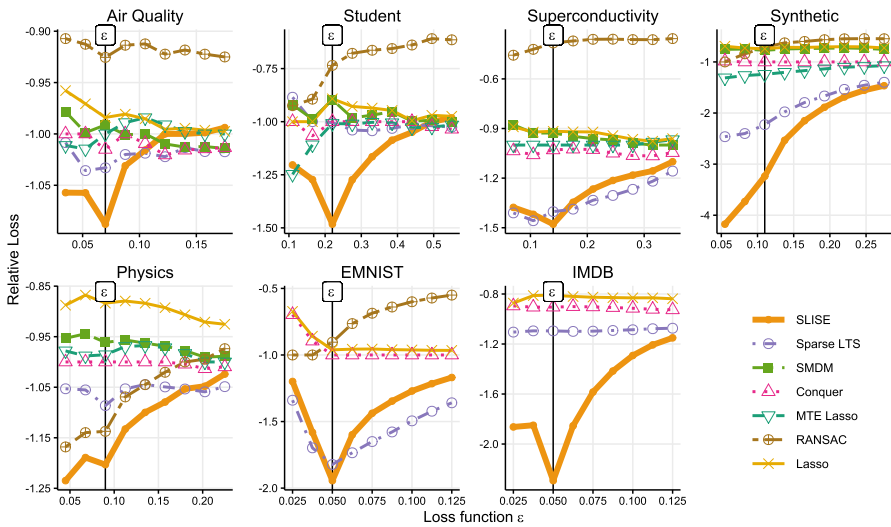 Air Quality
Student
Superconductivity
Synthetic
ε
ε
ε
ε
-0.90
-0.95
-1.00
-1.05
-0.75
-1.00
-1.25
-1.50
-0.6
-0.9
-1.2
-1.5
-1
-2
-3
-4
0.05 0.10 0.15
0.1 0.2 0.3 0.4 0.5
0.1 0.2 0.3
0.05 0.10 0.15 0.20 0.25
Relative Loss
Physics
EMNIST
IMDB
ε
ε
ε
-0.85
-0.95
-1.05
-1.15
-1.25
-0.5
-1.0
-1.5
-2.0
-0.8
-1.2
-1.6
-2.0
0.05 0.10 0.15 0.20
0.025 0.050 0.075 0.100 0.125
0.025 0.050 0.075 0.100 0.125
Loss function ε
SLISE
Sparse LTS
SMDM
Conquer
MTE Lasso
RANSAC
Lasso